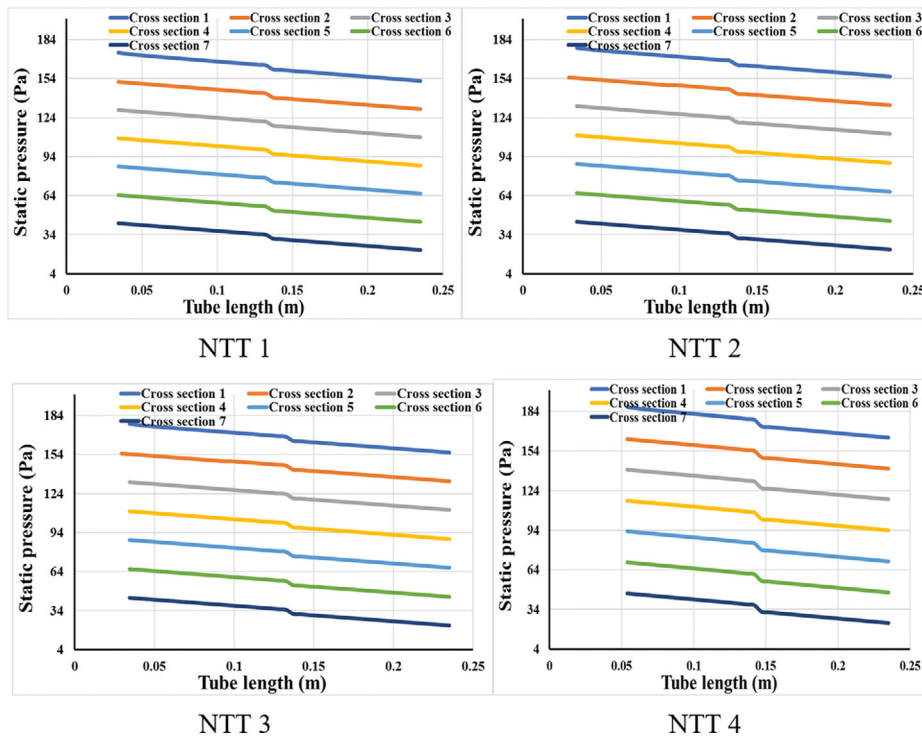 Cross section 1 Cross section 2 Cross section 3
Cross section 4 Cross section 5 Cross section 6
Cross section 7
184
154
124
94
64
34
4
Static pressure (Pa)
0 0.05 0.1 0.15 0.2 0.25
Tube length (m)
NTT 1
Cross section 1 Cross section 2 Cross section 3
Cross section 4 Cross section 5 Cross section 6
Cross section 7
184
154
124
94
64
34
4
Static pressure (Pa)
0 0.05 0.1 0.15 0.2 0.25
Tube length (m)
NTT 2
Cross section 1 Cross section 2 Cross section 3
Cross section 4 Cross section 5 Cross section 6
Cross section 7
184
154
124
94
64
34
4
Static pressure (Pa)
0 0.05 0.1 0.15 0.2 0.25
Tube length (m)
NTT 3
Cross section 1 Cross section 2 Cross section 3
Cross section 4 Cross section 5 Cross section 6
Cross section 7
184
154
124
94
64
34
4
Static pressure (Pa)
0 0.05 0.1 0.15 0.2 0.25
Tube length (m)
NTT 4